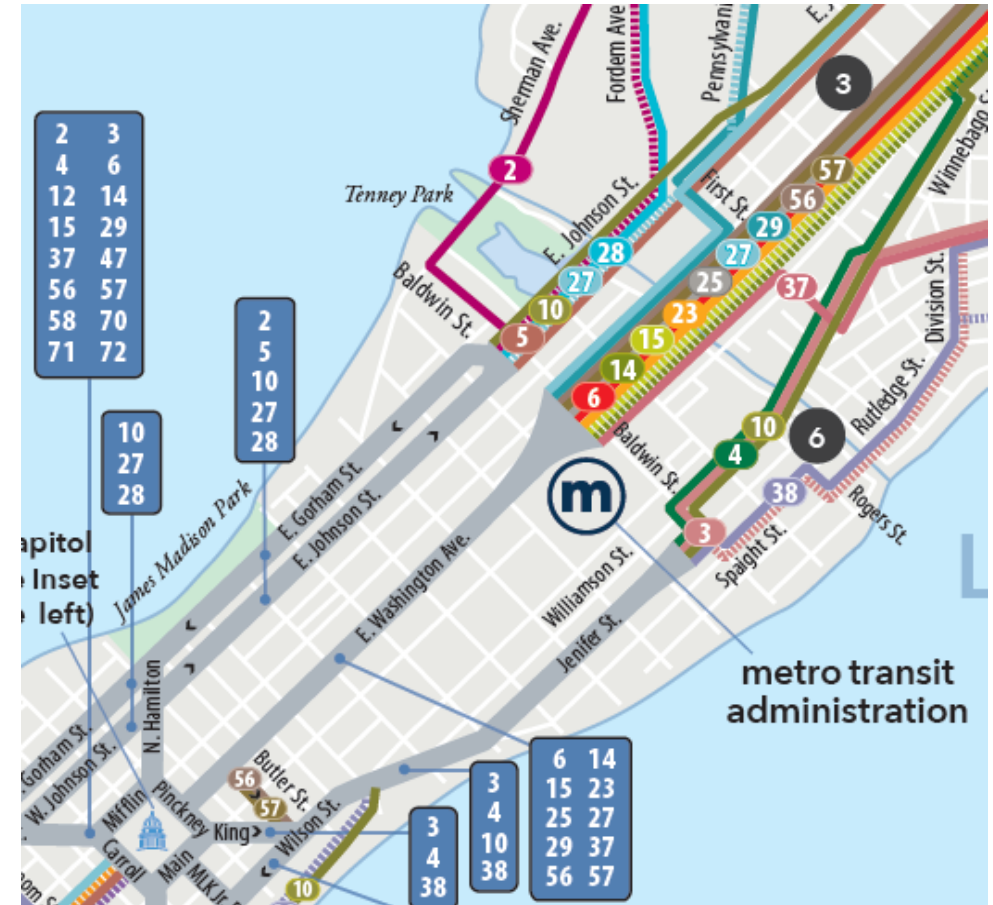 Sherman Ave.
Fordem Ave
Pennsylvani
E. J
3
2 3
4 6
12 14
15 29
37 47
56 57
58 70
71 72
2
Tenney Park
E. Johnson St.
First St.
57
56
29
27
25
23
15
14
6
Winnebago S
28
27
10
5
Baldwin St.
37
Division St.
Rutledge St.
2
5
10
27
28
10
27
28
Baldwin St.
10
4
6
38
3
Rogers St.
Spaight St.
m
E. Gorham St.
E. Johnson St.
James Madison Park
apitol
e Inset
e left)
E. Washington Ave.
Williamson St.
Jenifer St.
L
metro transit
administration
N. Hamilton
Gorham St.
W. Johnson St.
Mifflin
Pinckney
Butler St.
56
57
King
Wilson St.
Carroll
Main
MLK Jr.
10
3
4
38
3
4
10
38
6 14
15 23
25 27
29 37
56 57